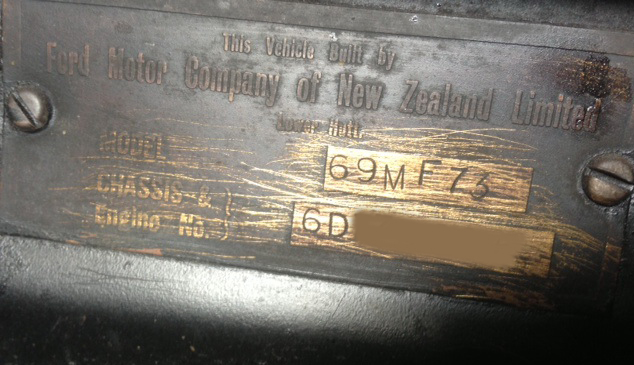 This Vehicle Built by
Ford Motor Company of New Zealand Limited
Lower Hutt.
MODEL 69MF73
CHASSIS & }
Engine No. } 6D